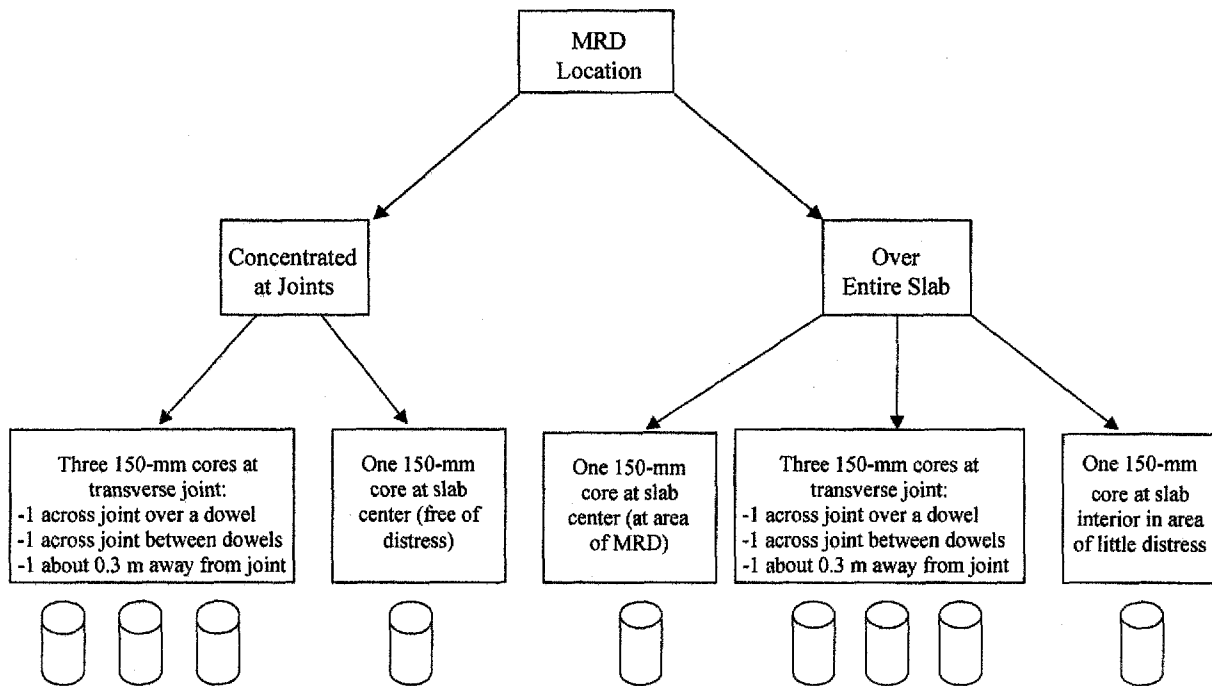 MRD
Location
Concentrated
at Joints
Over
Entire Slab
Three 150-mm cores at
transverse joint:
-1 across joint over a dowel
-1 across joint between dowels
-1 about 0.3 m away from joint
One 150-mm
core at slab
center (free of
distress)
One 150-mm
core at slab
center (at area
of MRD)
Three 150-mm cores at
transverse joint:
-1 across joint over a dowel
-1 across joint between dowels
-1 about 0.3 m away from joint
One 150-mm
core at slab
interior in area
of little distress